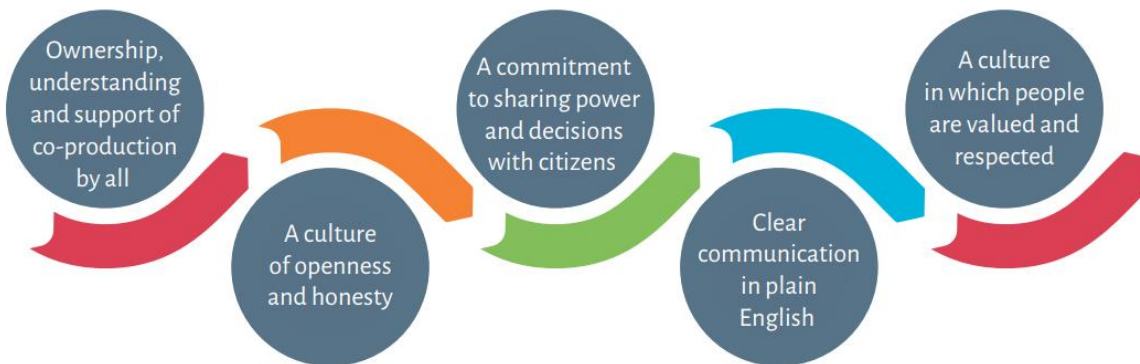 Ownership,
understanding
and support of
co-production
by all
A culture
of openness
and honesty
A commitment
to sharing power
and decisions
with citizens
Clear
communication
in plain
English
A culture
in which people
are valued and
respected